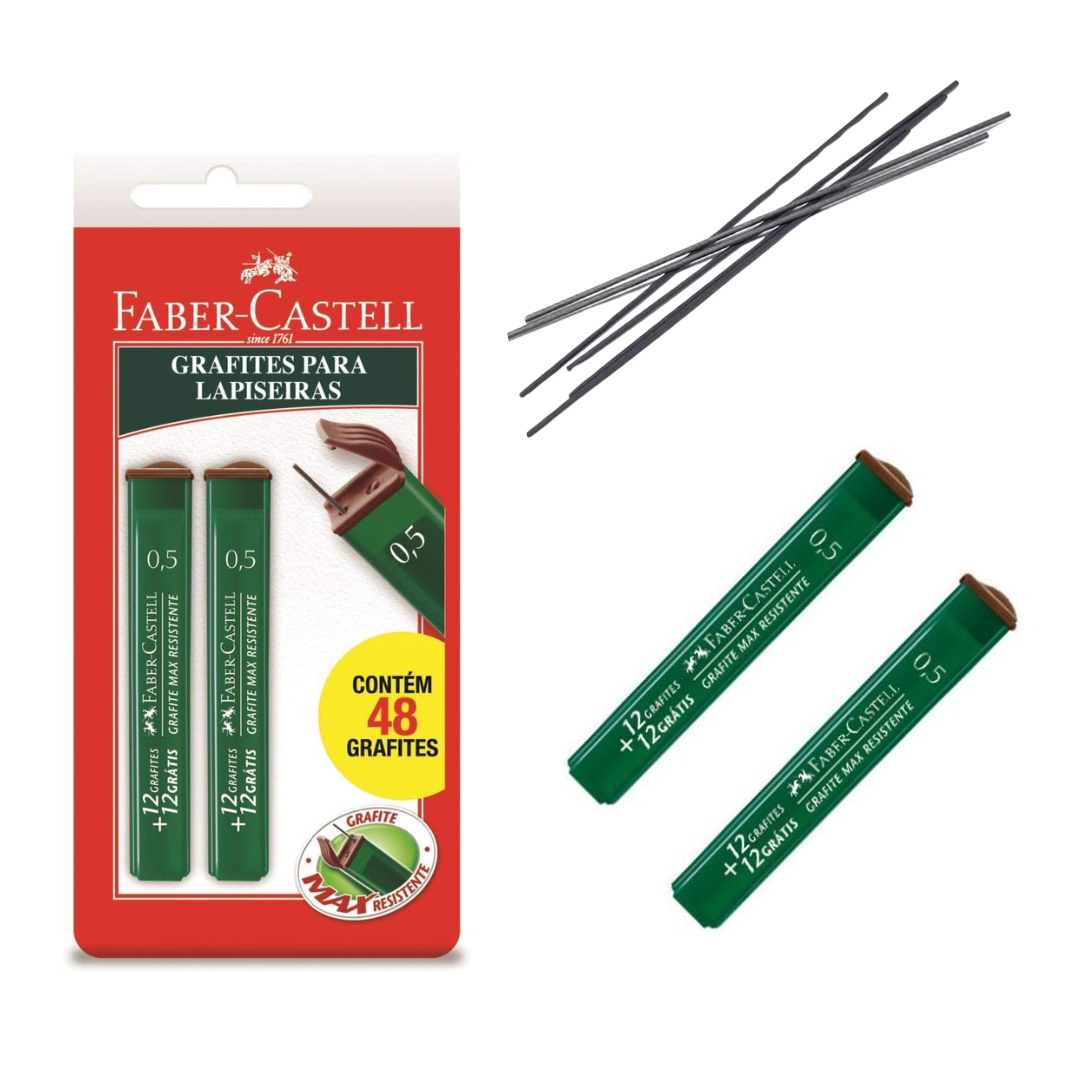 FABER-CASTELL
since 1761
GRAFITES PARA
LAPISEIRAS
0,5
FABER-CASTELL
GRAFITE MAX RESISTENTE
12 GRAFITES
+12 GRÁTIS
0,5
FABER-CASTELL
GRAFITE MAX RESISTENTE
12 GRAFITES
+12 GRÁTIS
0,5
CONTÉM
48
GRAFITES
GRAFITE
MAX RESISTENTE
0,5
FABER-CASTELL
GRAFITE MAX RESISTENTE
12 GRAFITES
+12 GRÁTIS
0,5
FABER-CASTELL
GRAFITE MAX RESISTENTE
12 GRAFITES
+12 GRÁTIS